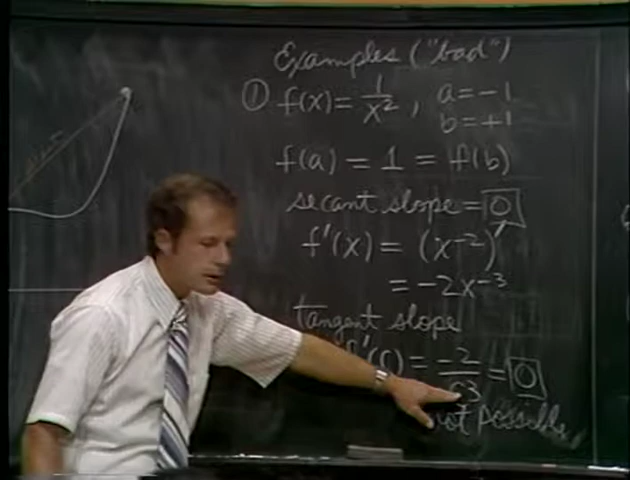 Examples ("bad")
① f(x) = 1/x², a = -1
b = +1
f(a) = 1 = f(b)
secant slope = 0
f'(x) = (x⁻²)'
= -2x⁻³
tangent slope
f'(c) = -2/c³ = 0
not possible